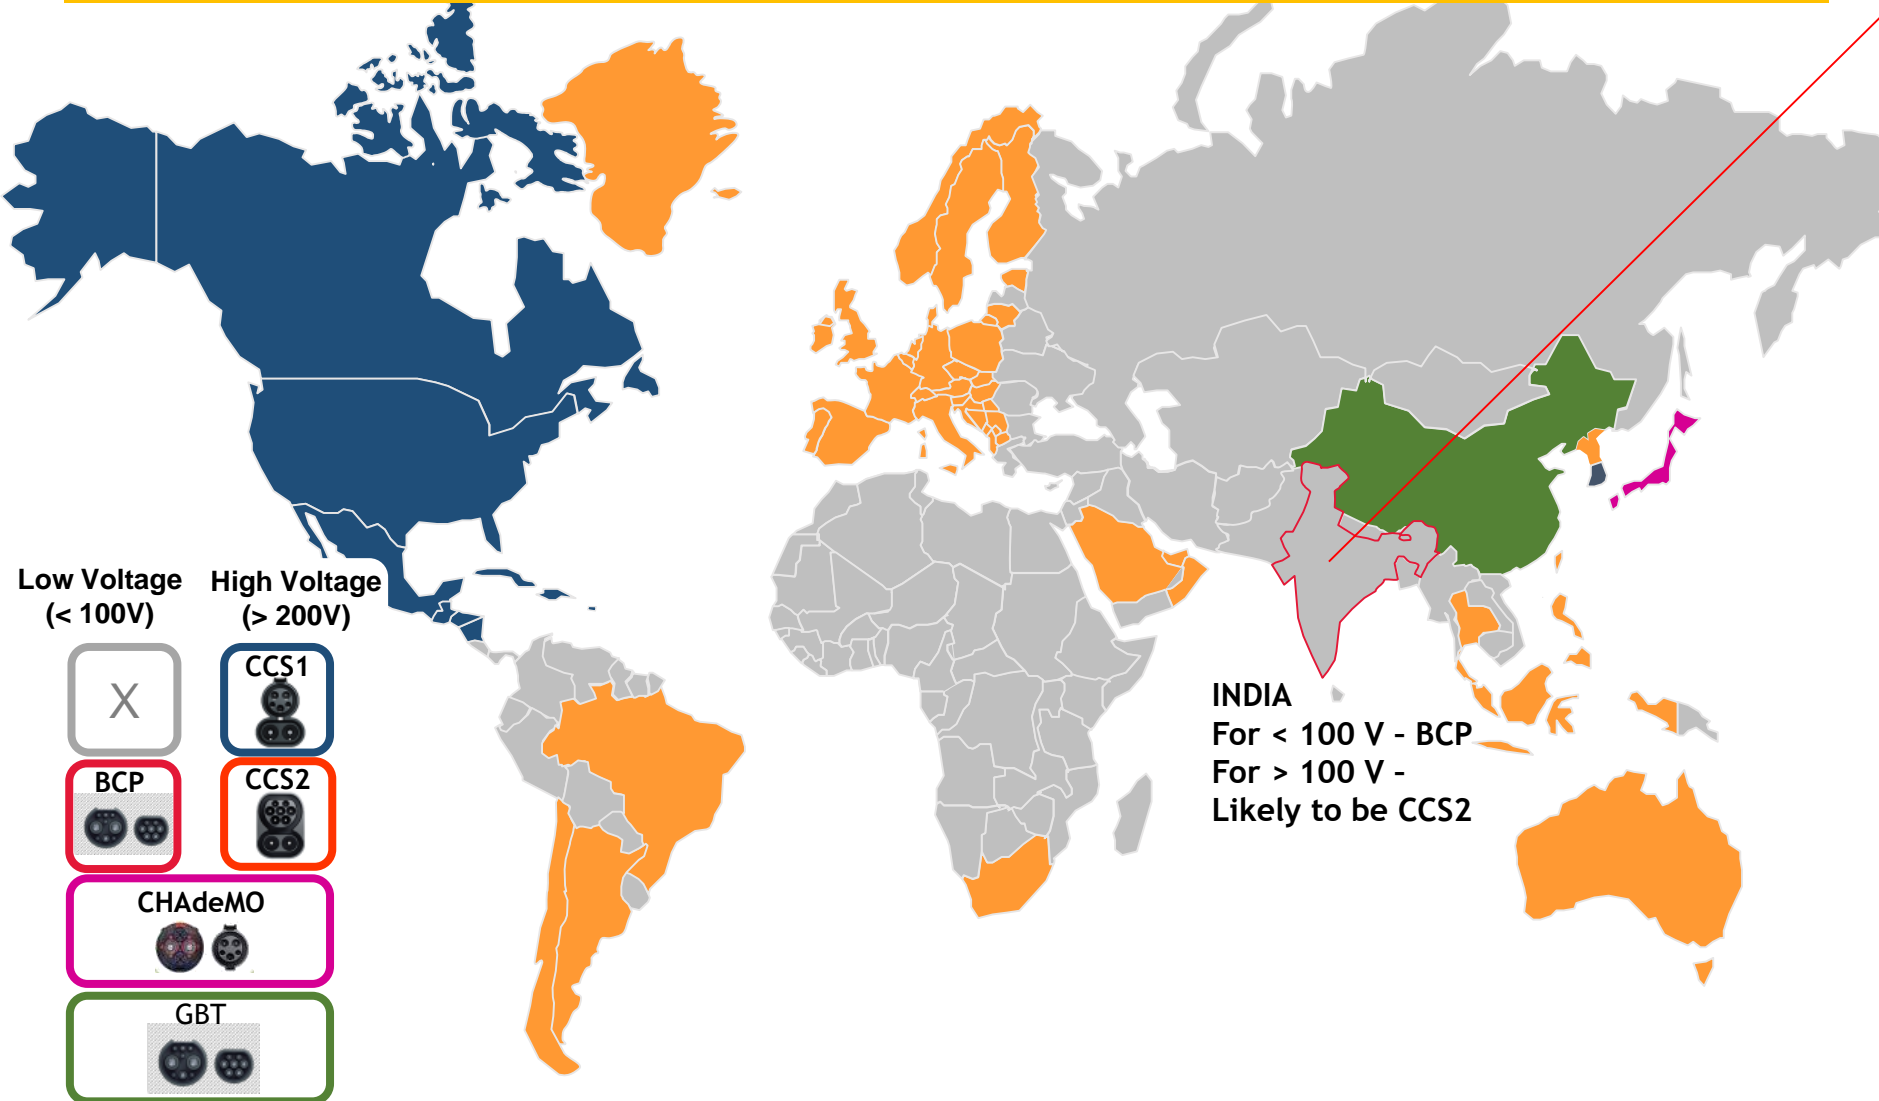 Low Voltage
(< 100V)
High Voltage
(> 200V)
X
CCS1
BCP
CCS2
CHAdeMO
GBT
INDIA
For < 100 V – BCP
For > 100 V –
Likely to be CCS2